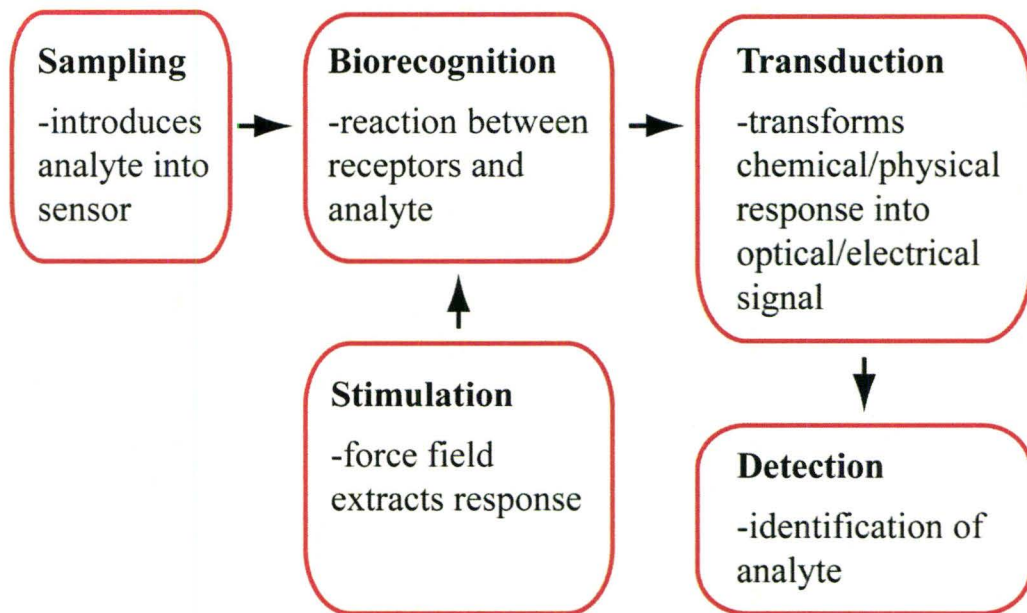 Sampling
-introduces
analyte into
sensor
Biorecognition
-reaction between
receptors and
analyte
Transduction
-transforms
chemical/physical
response into
optical/electrical
signal
Stimulation
-force field
extracts response
Detection
-identification of
analyte